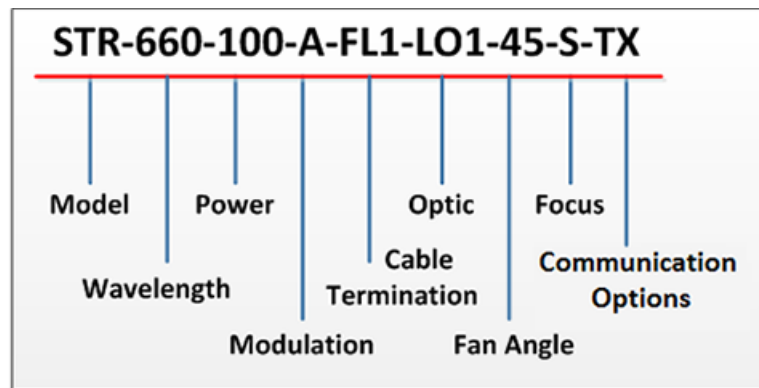 STR-660-100-A-FL1-LO1-45-S-TX
Model
Power
Optic
Focus
Wavelength
Cable
Termination
Communication
Options
Modulation
Fan Angle